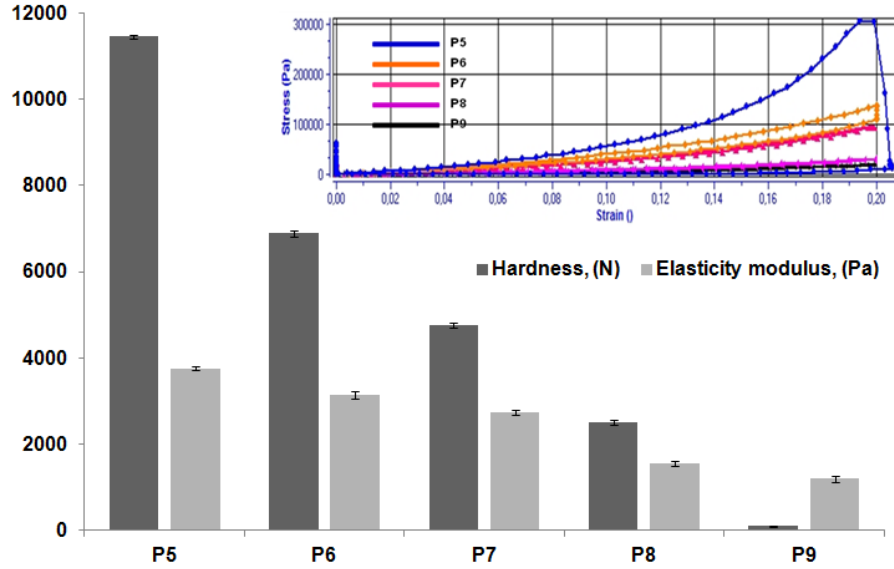 12000
10000
8000
6000
4000
2000
0
Stress (Pa)
300000
200000
100000
0
P5
P6
P7
P8
P9
0,00 0,02 0,04 0,06 0,08 0,10 0,12 0,14 0,16 0,18 0,20
Strain ()
Hardness, (N) Elasticity modulus, (Pa)
P5 P6 P7 P8 P9